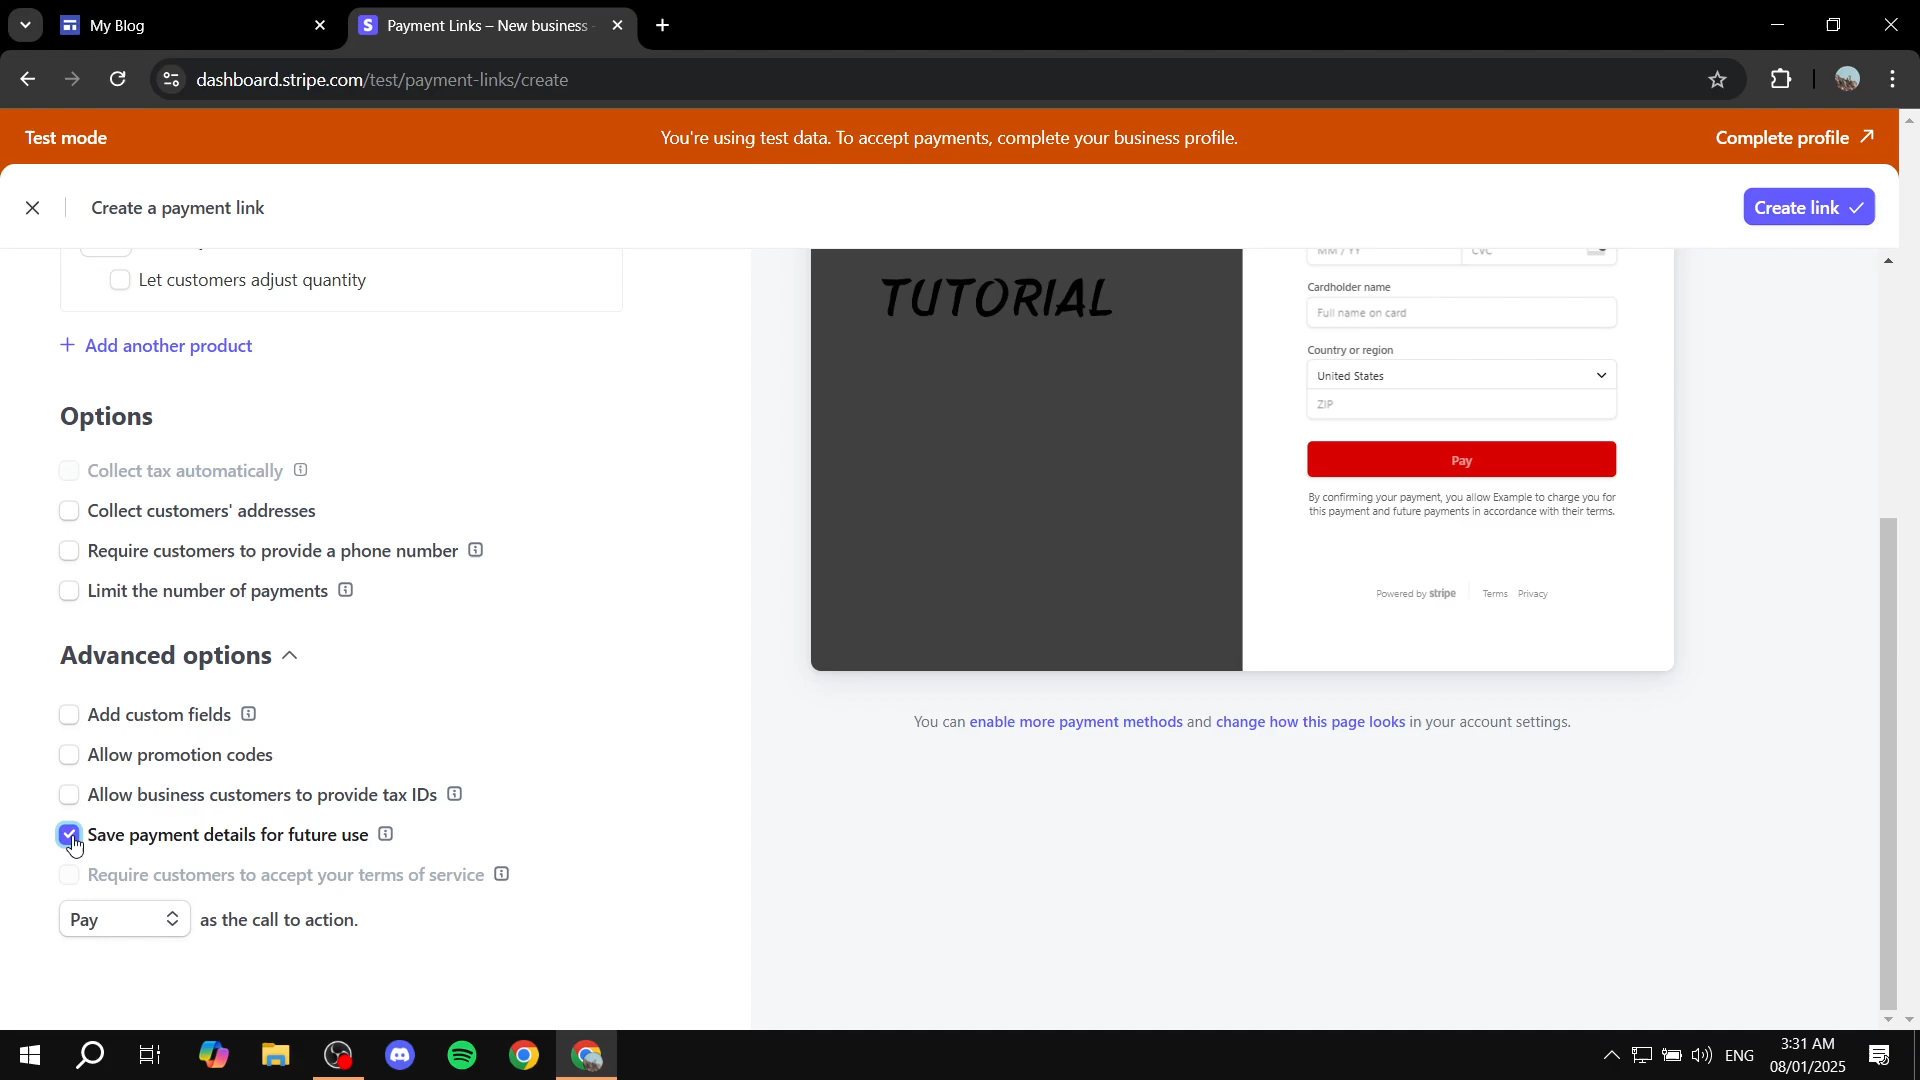 My Blog
Payment Links – New business -
dashboard.stripe.com/test/payment-links/create
Test mode
You're using test data. To accept payments, complete your business profile.
Complete profile
Create a payment link
Create link
Let customers adjust quantity
Add another product
Options
Collect tax automatically
Collect customers' addresses
Require customers to provide a phone number
Limit the number of payments
Advanced options
Add custom fields
Allow promotion codes
Allow business customers to provide tax IDs
Save payment details for future use
Require customers to accept your terms of service
Pay as the call to action.
TUTORIAL
MM / YY CVC
Cardholder name
Full name on card
Country or region
United States
ZIP
Pay
By confirming your payment, you allow Example to charge you for
this payment and future payments in accordance with their terms.
Powered by stripe Terms Privacy
You can enable more payment methods and change how this page looks in your account settings.
ENG
3:31 AM
08/01/2025